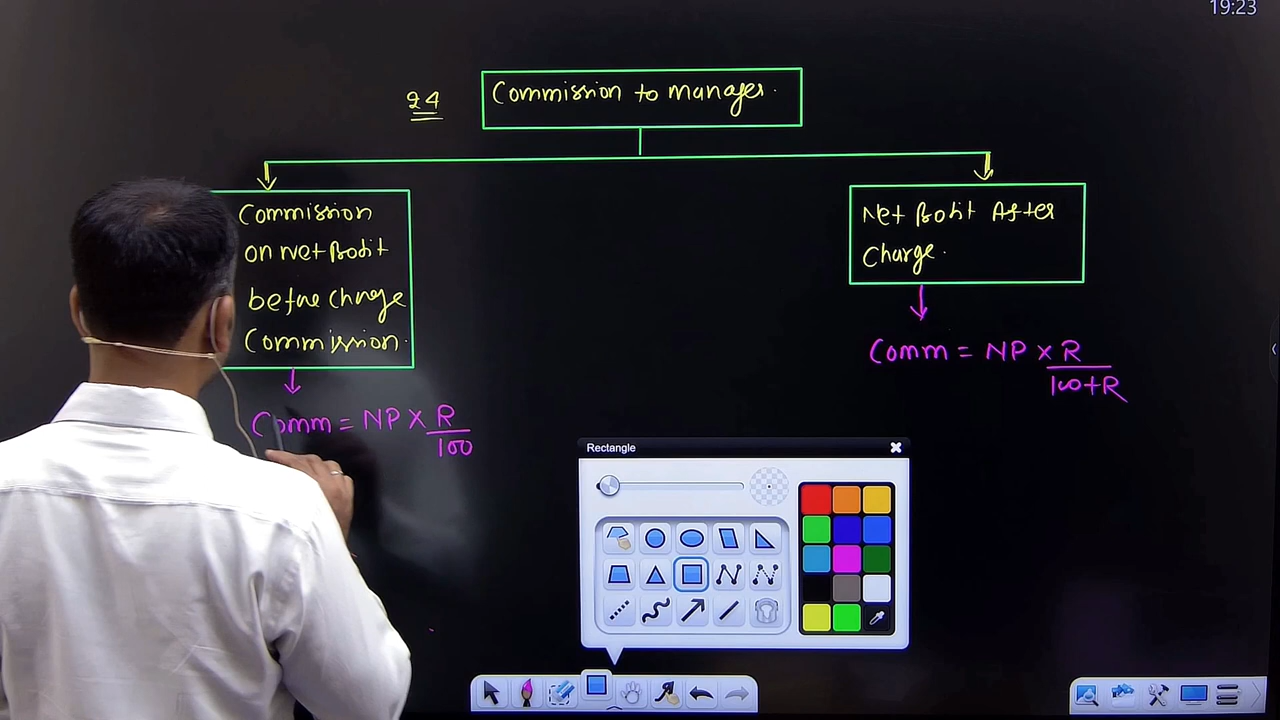 19:23
24
Commission to manager.
Commission
on Net Profit
before charge
Commission.
Comm = NP × R
100
Net Profit After
Charge.
Comm = NP × R
100+R
Rectangle